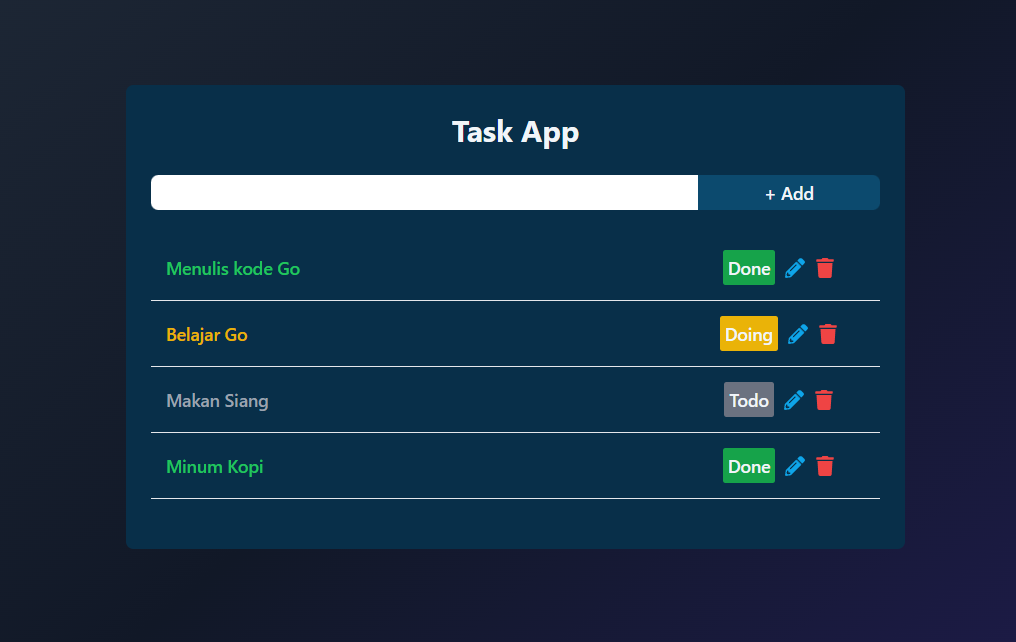 Task App
+ Add
Menulis kode Go Done
Belajar Go Doing
Makan Siang Todo
Minum Kopi Done